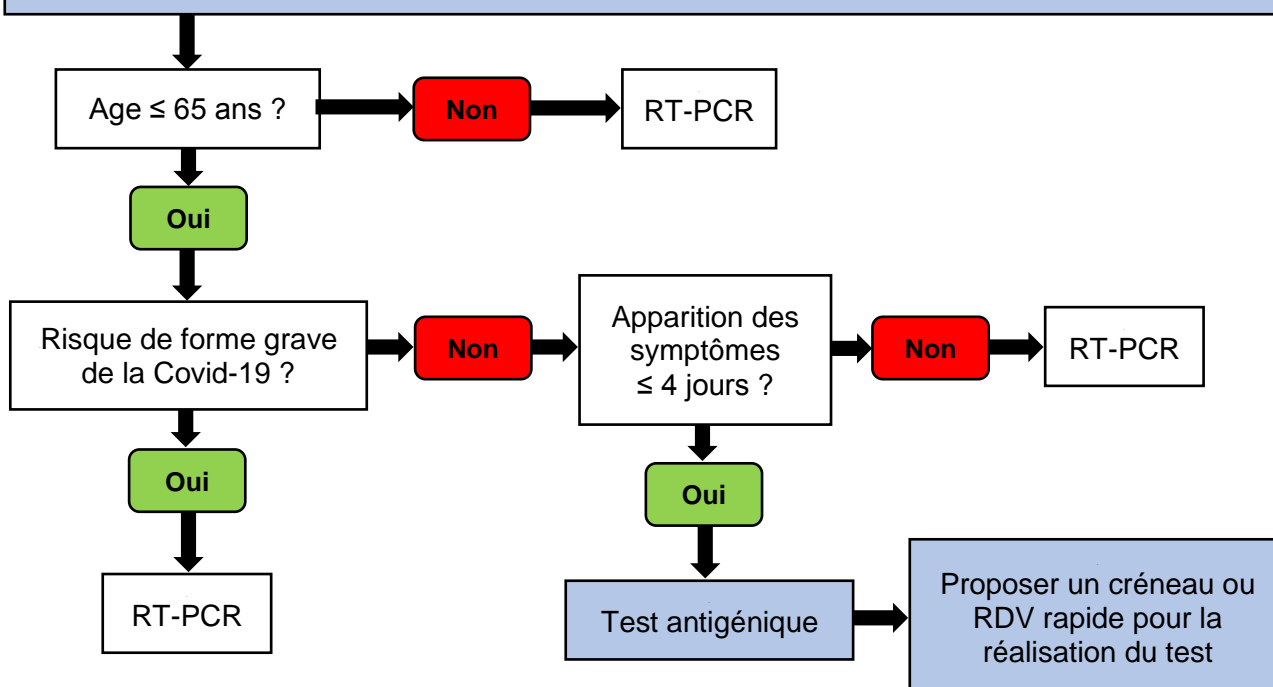 Age ≤ 65 ans ?
Non
RT-PCR
Oui
Risque de forme grave
de la Covid-19 ?
Non
Apparition des
symptômes
≤ 4 jours ?
Non
RT-PCR
Oui
Oui
RT-PCR
Test antigénique
Proposer un créneau ou
RDV rapide pour la
réalisation du test